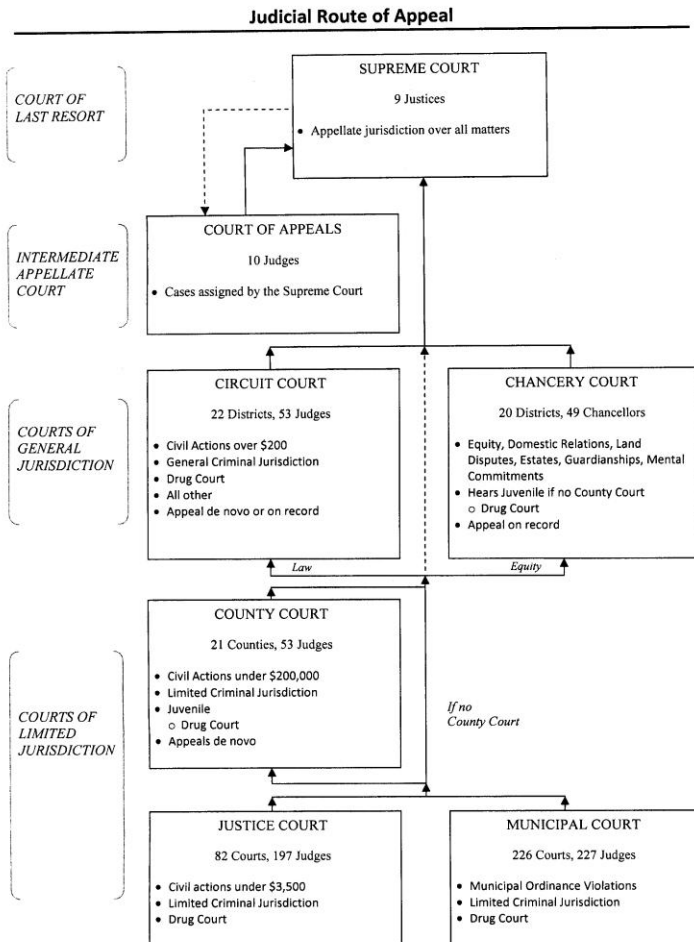 Judicial Route of Appeal
COURT OF
LAST RESORT
SUPREME COURT
9 Justices
• Appellate jurisdiction over all matters
INTERMEDIATE
APPELLATE
COURT
COURT OF APPEALS
10 Judges
• Cases assigned by the Supreme Court
COURTS OF
GENERAL
JURISDICTION
CIRCUIT COURT
22 Districts, 53 Judges
• Civil Actions over $200
• General Criminal Jurisdiction
• Drug Court
• All other
• Appeal de novo or on record
CHANCERY COURT
20 Districts, 49 Chancellors
• Equity, Domestic Relations, Land
Disputes, Estates, Guardianships, Mental
Commitments
• Hears Juvenile if no County Court
o Drug Court
• Appeal on record
Law
Equity
COURTS OF
LIMITED
JURISDICTION
COUNTY COURT
21 Counties, 53 Judges
• Civil Actions under $200,000
• Limited Criminal Jurisdiction
• Juvenile
o Drug Court
• Appeals de novo
If no
County Court
JUSTICE COURT
82 Courts, 197 Judges
• Civil actions under $3,500
• Limited Criminal Jurisdiction
• Drug Court
MUNICIPAL COURT
226 Courts, 227 Judges
• Municipal Ordinance Violations
• Limited Criminal Jurisdiction
• Drug Court